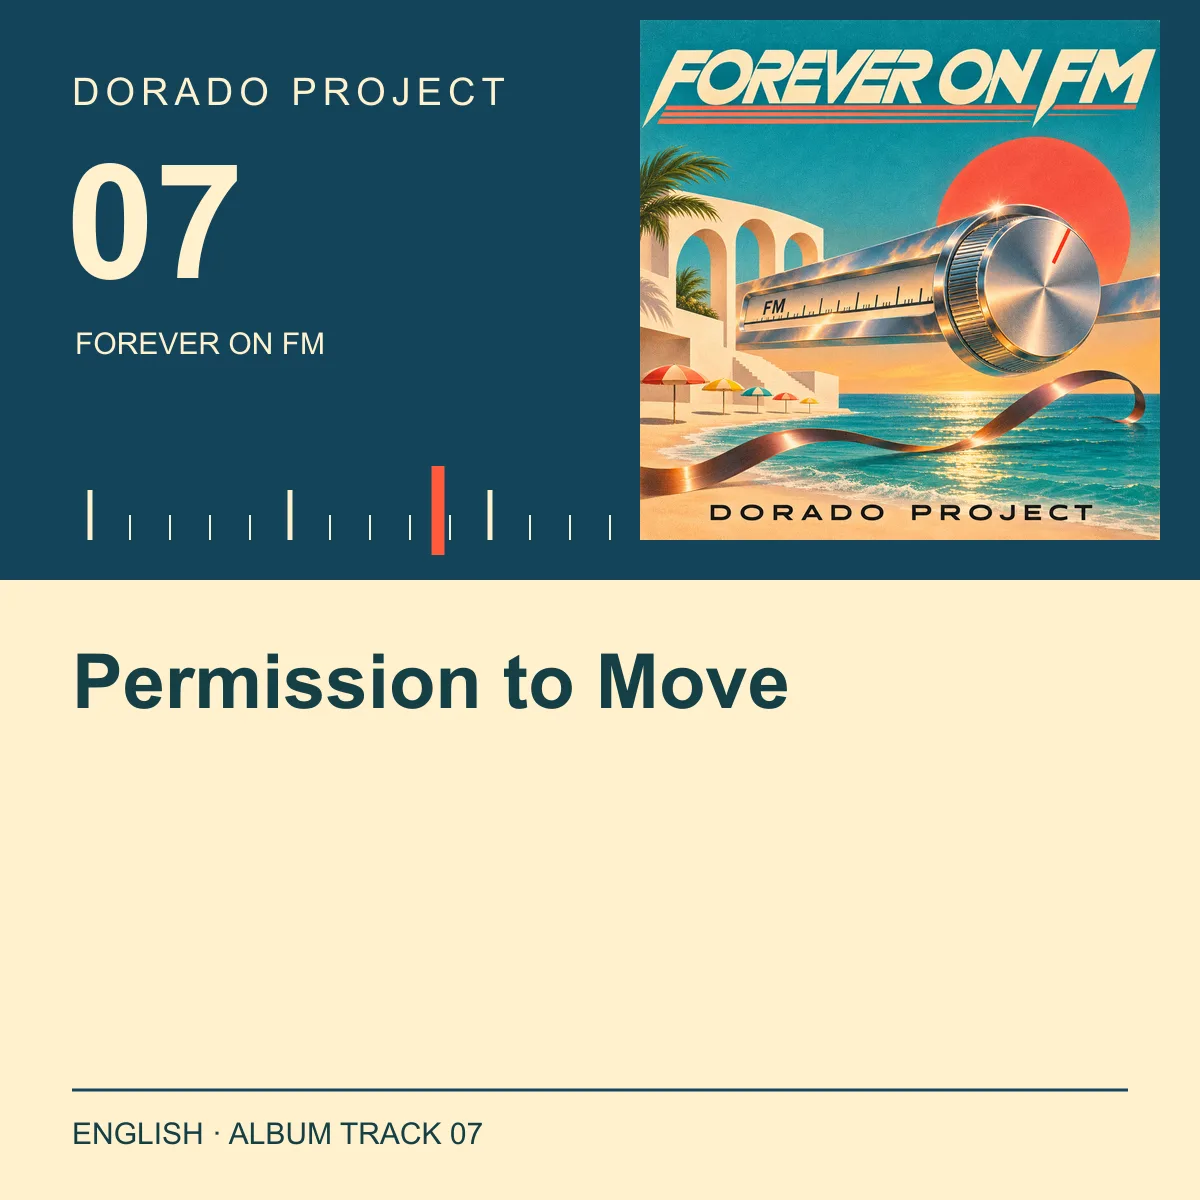 DORADO PROJECT
07
FOREVER ON FM
FOREVER ON FM
FM
DORADO PROJECT
Permission to Move
ENGLISH · ALBUM TRACK 07